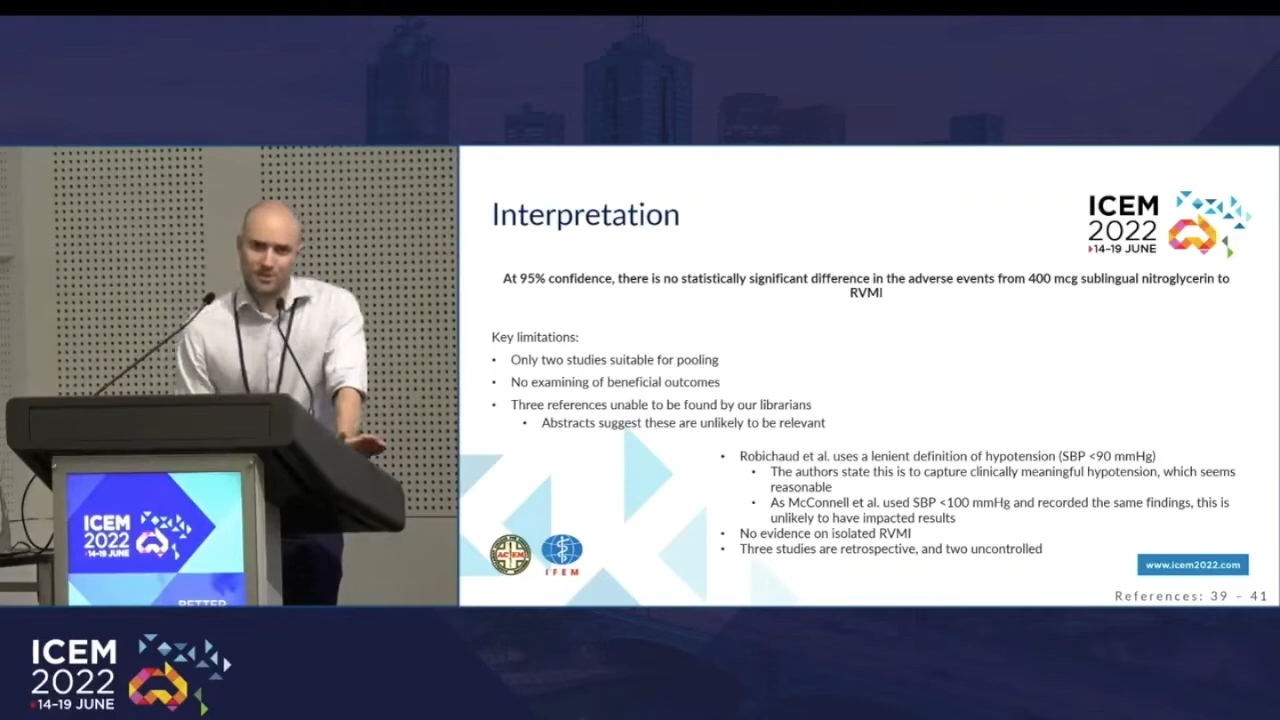 Interpretation
ICEM
2022
14-19 JUNE
At 95% confidence, there is no statistically significant difference in the adverse events from 400 mcg sublingual nitroglycerin to
RVMI
Key limitations:
• Only two studies suitable for pooling
• No examining of beneficial outcomes
• Three references unable to be found by our librarians
• Abstracts suggest these are unlikely to be relevant
• Robichaud et al. uses a lenient definition of hypotension (SBP <90 mmHg)
• The authors state this is to capture clinically meaningful hypotension, which seems
reasonable
• As McConnell et al. used SBP <100 mmHg and recorded the same findings, this is
unlikely to have impacted results
• No evidence on isolated RVMI
• Three studies are retrospective, and two uncontrolled
ACEM
IFEM
www.icem2022.com
References: 39 - 41
ICEM
2022
14-19 JUNE
BETTER
ICEM
2022
14-19 JUNE